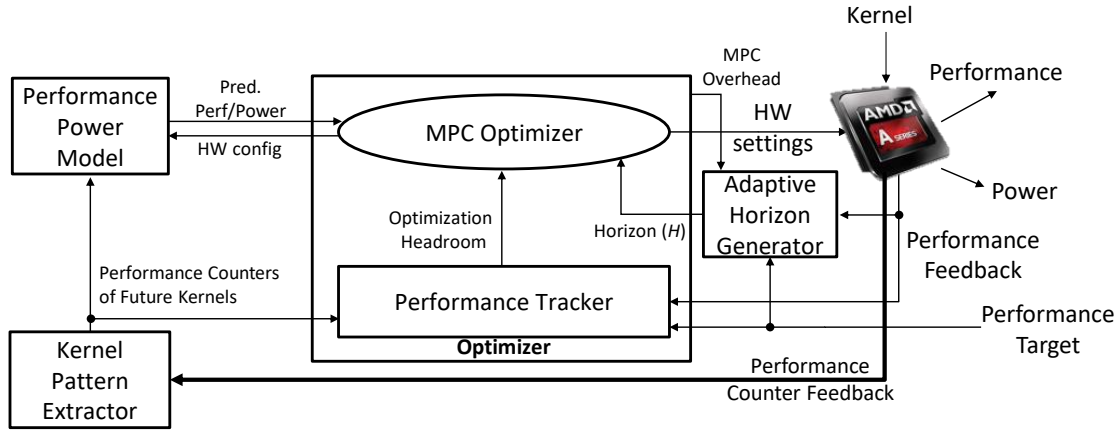 Kernel
MPC
Overhead
Performance
Performance
Power
Model
Pred.
Perf/Power
HW config
MPC Optimizer
HW
settings
AMD
A SERIES
Power
Adaptive
Horizon
Generator
Optimization
Headroom
Horizon (H)
Performance
Feedback
Performance Counters
of Future Kernels
Performance Tracker
Optimizer
Performance
Target
Kernel
Pattern
Extractor
Performance
Counter Feedback